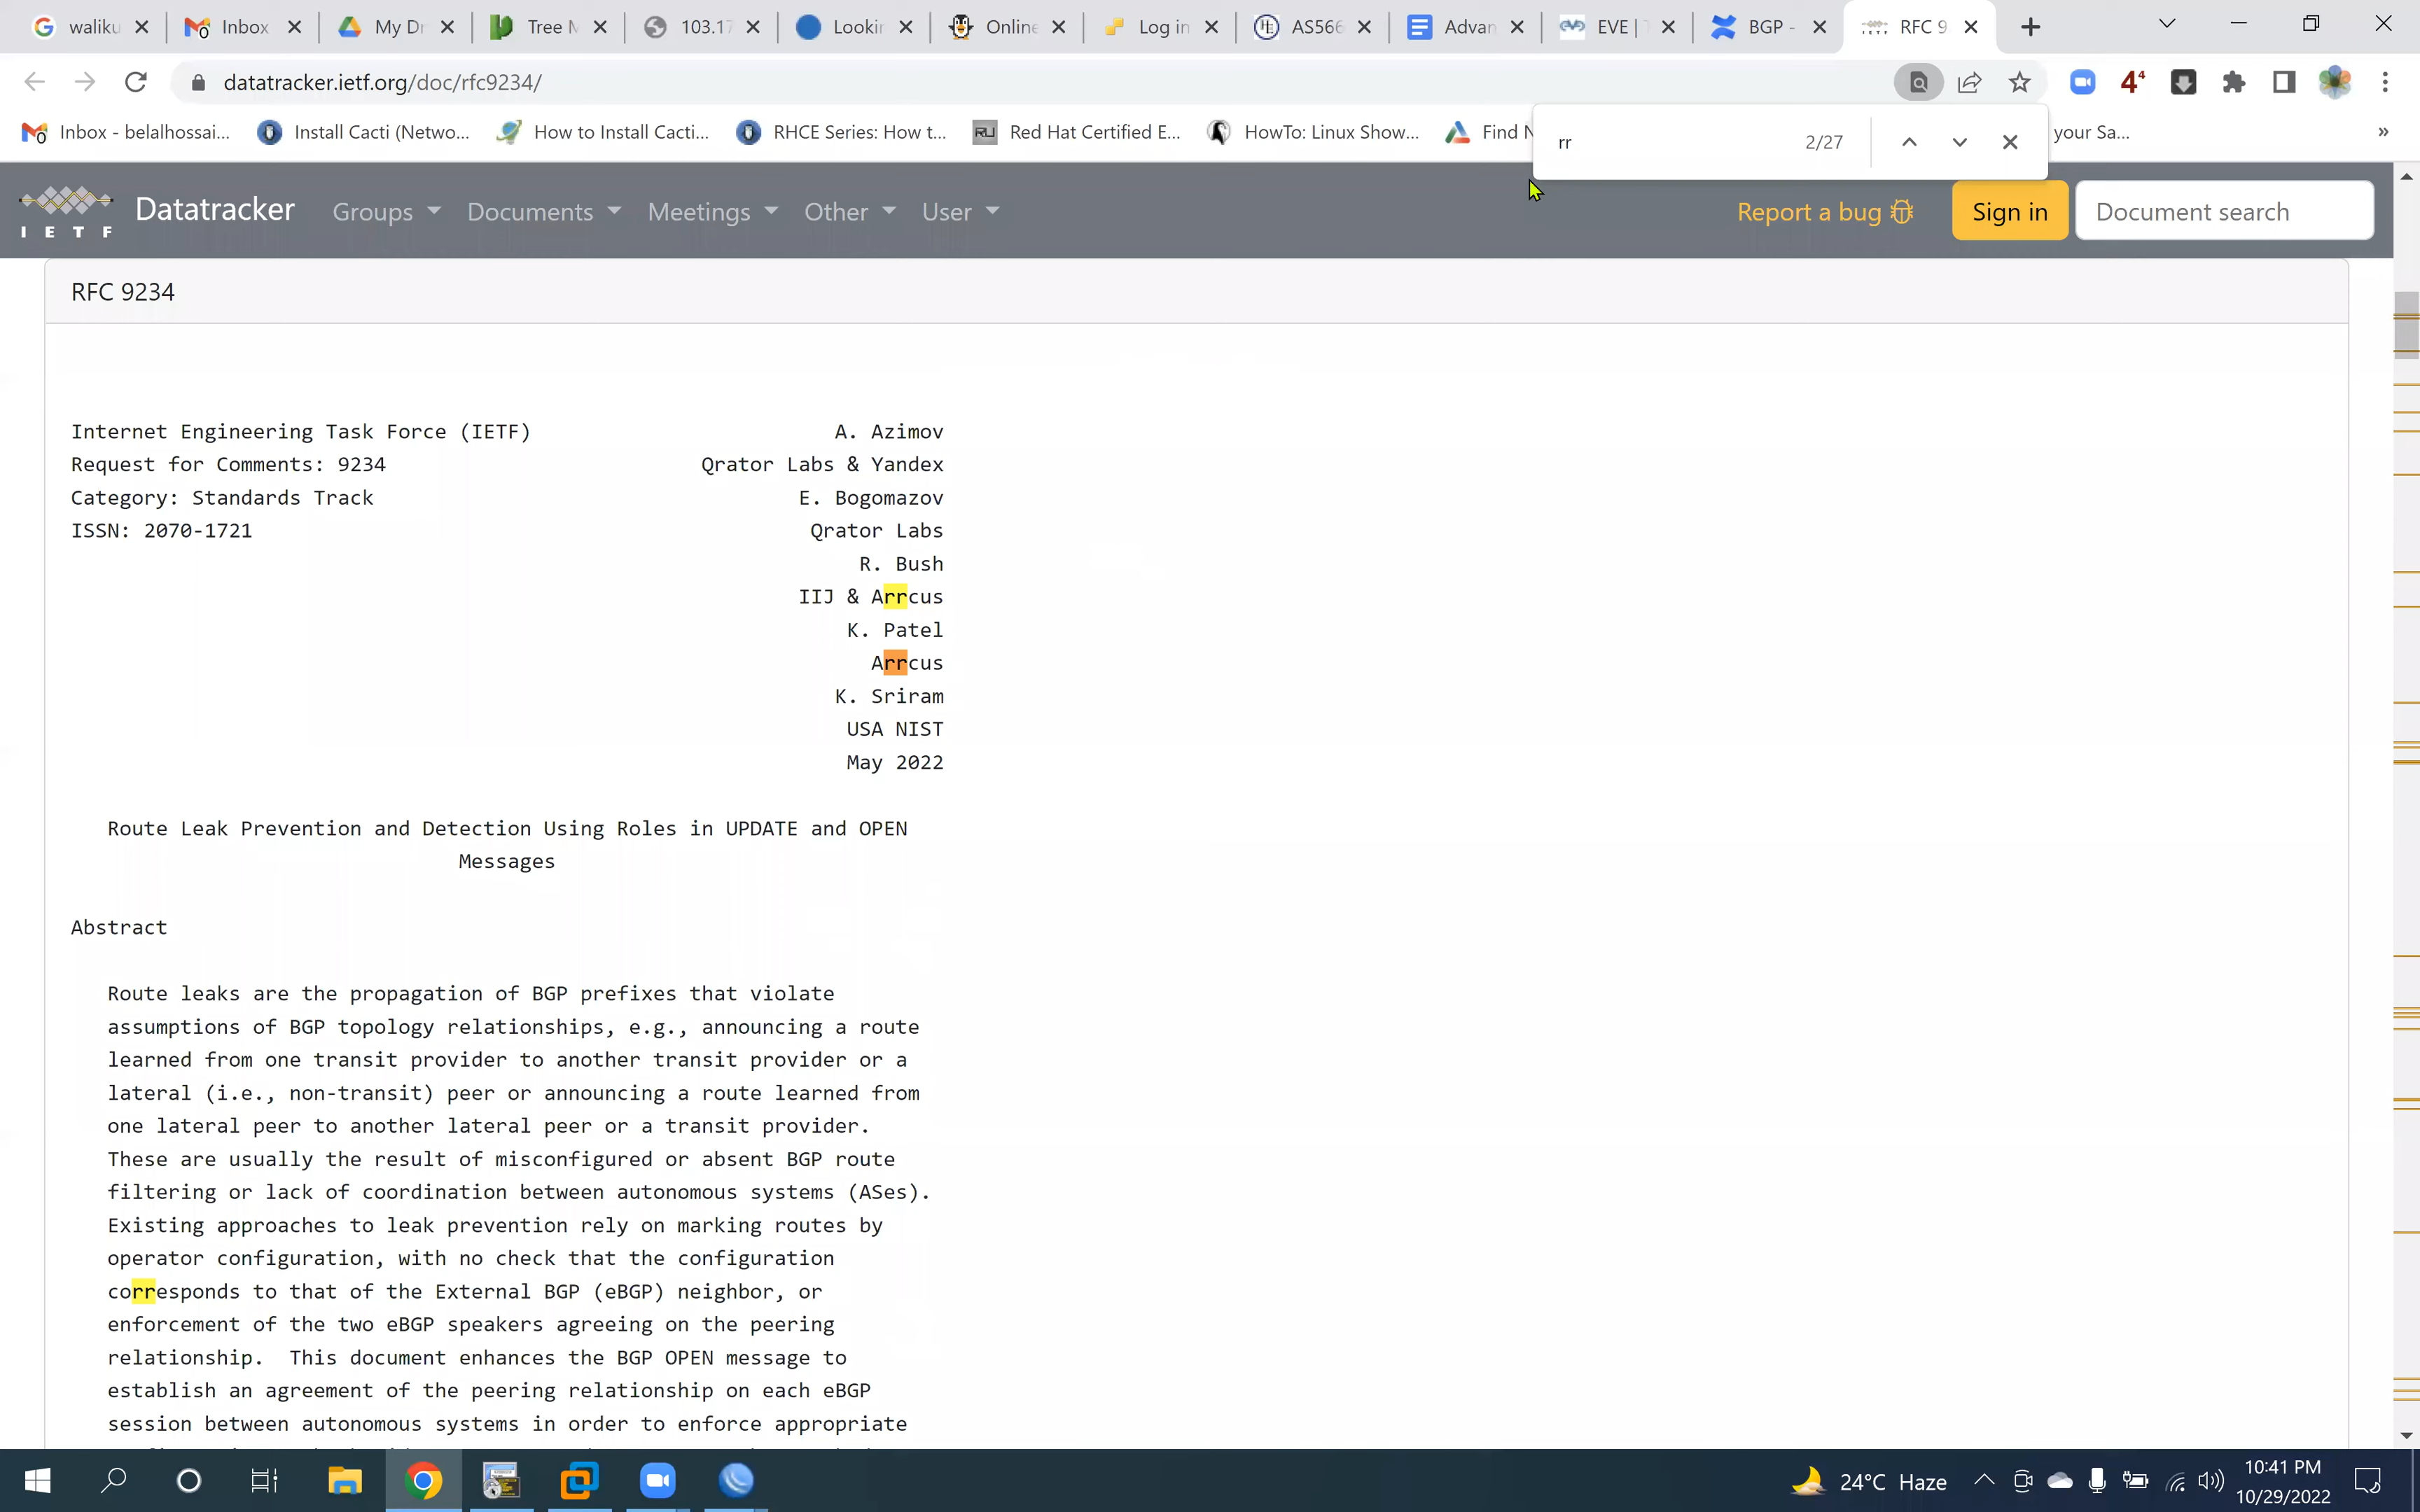 waliku
Inbox
My Dr
Tree M
103.17
Lookin
Online
Log in
AS566
Advan
EVE | T
BGP -
RFC 9
datatracker.ietf.org/doc/rfc9234/
Inbox - belalhossai...
Install Cacti (Netwo...
How to Install Cacti...
RHCE Series: How t...
Red Hat Certified E...
HowTo: Linux Show...
Find N
your Sa...
»
rr 2/27
I E T F
Datatracker
Groups
Documents
Meetings
Other
User
Report a bug
Sign in
Document search
RFC 9234
Internet Engineering Task Force (IETF) A. Azimov
Request for Comments: 9234 Qrator Labs & Yandex
Category: Standards Track E. Bogomazov
ISSN: 2070-1721 Qrator Labs
R. Bush
IIJ & Arrcus
K. Patel
Arrcus
K. Sriram
USA NIST
May 2022
Route Leak Prevention and Detection Using Roles in UPDATE and OPEN
Messages
Abstract
Route leaks are the propagation of BGP prefixes that violate
assumptions of BGP topology relationships, e.g., announcing a route
learned from one transit provider to another transit provider or a
lateral (i.e., non-transit) peer or announcing a route learned from
one lateral peer to another lateral peer or a transit provider.
These are usually the result of misconfigured or absent BGP route
filtering or lack of coordination between autonomous systems (ASes).
Existing approaches to leak prevention rely on marking routes by
operator configuration, with no check that the configuration
corresponds to that of the External BGP (eBGP) neighbor, or
enforcement of the two eBGP speakers agreeing on the peering
relationship.  This document enhances the BGP OPEN message to
establish an agreement of the peering relationship on each eBGP
session between autonomous systems in order to enforce appropriate
24°C Haze
10:41 PM
10/29/2022